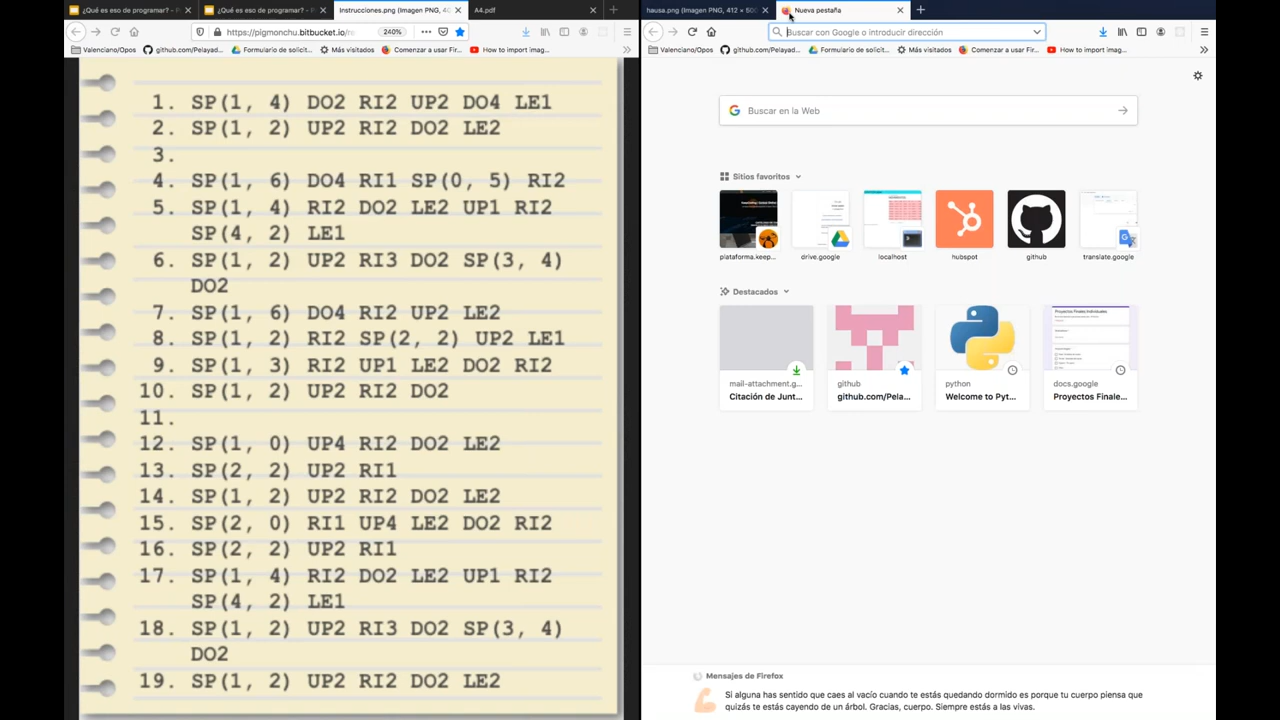 ¿Qué es eso de programar? - Goo
¿Qué es eso de programar? - Goo
Instrucciones.png (Imagen PNG, 40
A4.pdf
https://pigmonchu.bitbucket.io/re
240%
Valenciano/Opos
github.com/Pelayad...
Formulario de solicit...
Más visitados
Comenzar a usar Fir...
How to import imag...
1. SP(1, 4) DO2 RI2 UP2 DO4 LE1
2. SP(1, 2) UP2 RI2 DO2 LE2
3.
4. SP(1, 6) DO4 RI1 SP(0, 5) RI2
5. SP(1, 4) RI2 DO2 LE2 UP1 RI2
SP(4, 2) LE1
6. SP(1, 2) UP2 RI3 DO2 SP(3, 4)
DO2
7. SP(1, 6) DO4 RI2 UP2 LE2
8. SP(1, 2) RI2 SP(2, 2) UP2 LE1
9. SP(1, 3) RI2 UP1 LE2 DO2 RI2
10. SP(1, 2) UP2 RI2 DO2
11.
12. SP(1, 0) UP4 RI2 DO2 LE2
13. SP(2, 2) UP2 RI1
14. SP(1, 2) UP2 RI2 DO2 LE2
15. SP(2, 0) RI1 UP4 LE2 DO2 RI2
16. SP(2, 2) UP2 RI1
17. SP(1, 4) RI2 DO2 LE2 UP1 RI2
SP(4, 2) LE1
18. SP(1, 2) UP2 RI3 DO2 SP(3, 4)
DO2
19. SP(1, 2) UP2 RI2 DO2 LE2
hausa.png (Imagen PNG, 412 × 500
Nueva pestaña
Buscar con Google o introducir dirección
Valenciano/Opos
github.com/Pelayad...
Formulario de solicit...
Más visitados
Comenzar a usar Fir...
How to import imag...
Buscar en la Web
Sitios favoritos
plataforma.keep...
drive.google
localhost
hubspot
github
translate.google
Destacados
mail-attachment.g...
Citación de Junt...
github
github.com/Pela...
python
Welcome to Pyt...
Proyectos Finales Individuales
docs.google
Proyectos Finale...
Mensajes de Firefox
Si alguna has sentido que caes al vacío cuando te estás quedando dormido es porque tu cuerpo piensa que
quizás te estás cayendo de un árbol. Gracias, cuerpo. Siempre estás a las vivas.